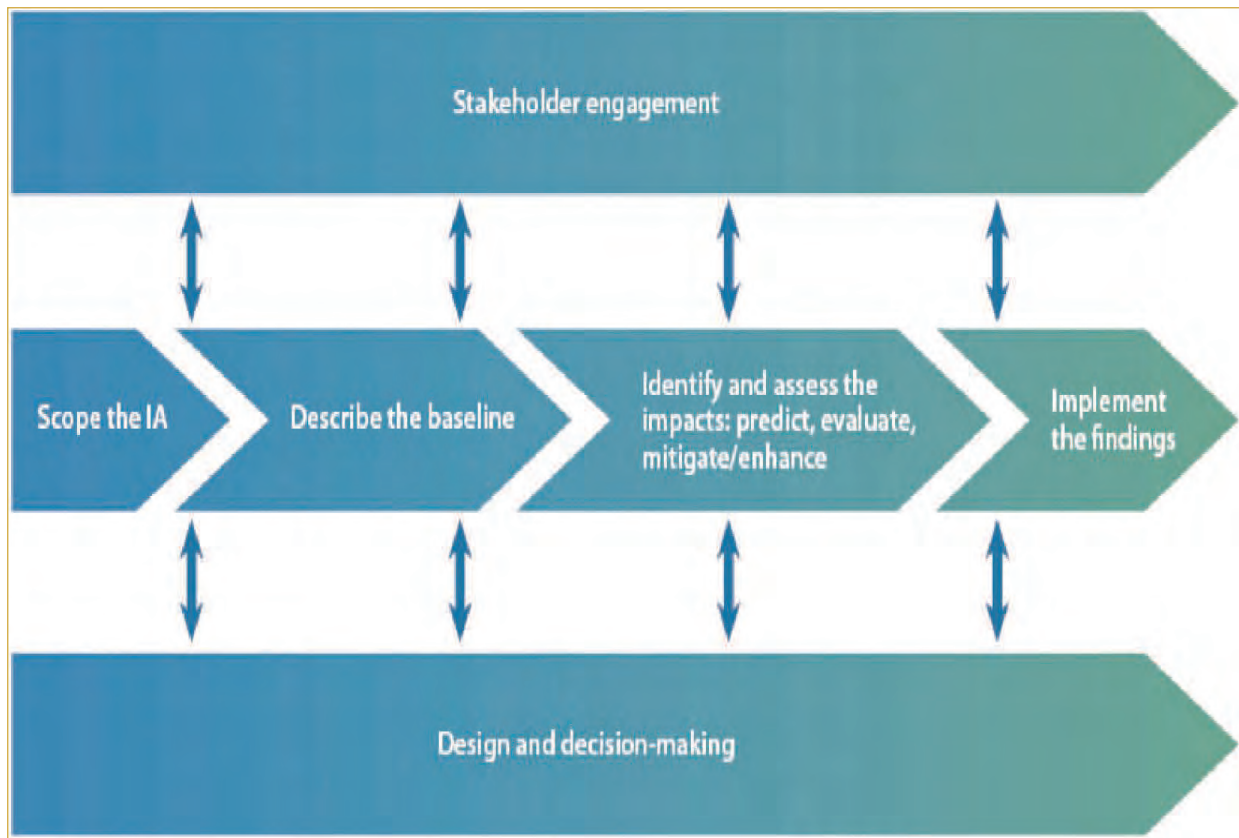 Stakeholder engagement
Scope the IA
Describe the baseline
Identify and assess the
impacts: predict, evaluate,
mitigate/enhance
Implement
the findings
Design and decision-making